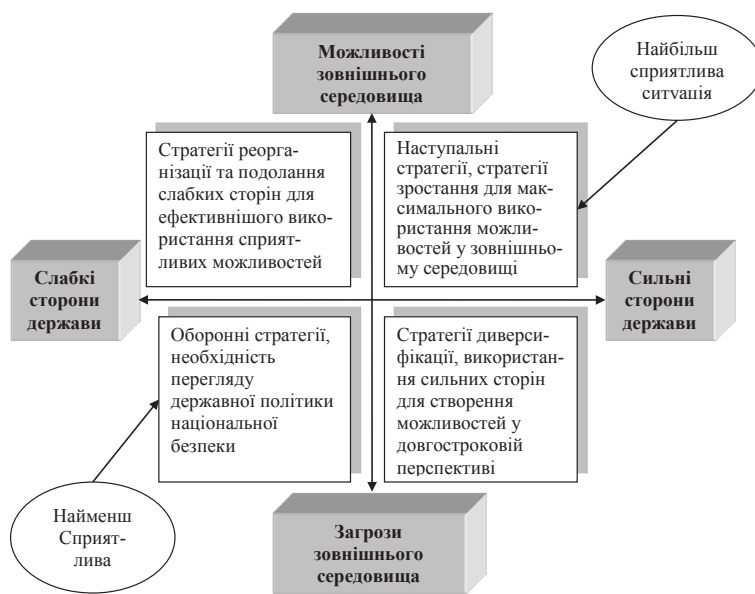 Можливості
зовнішнього
середовища
Найбільш
сприятлива
ситуація
Стратегії реорга-
нізації та подолання
слабких сторін для
ефективнішого вико-
ристання сприят-
ливих можливостей
Наступальні
стратегії, стратегії
зростання для мак-
симального вико-
ристання можли-
востей у зовнішньо-
му середовищі
Слабкі
сторони
держави
Сильні
сторони
держави
Оборонні стратегії,
необхідність
перегляду
державної політики
національної
безпеки
Стратегії диверси-
фікації, використан-
ня сильних сторін
для створення
можливостей у
довгостроковій
перспективі
Найменш
Сприят-
лива
Загрози
зовнішнього
середовища